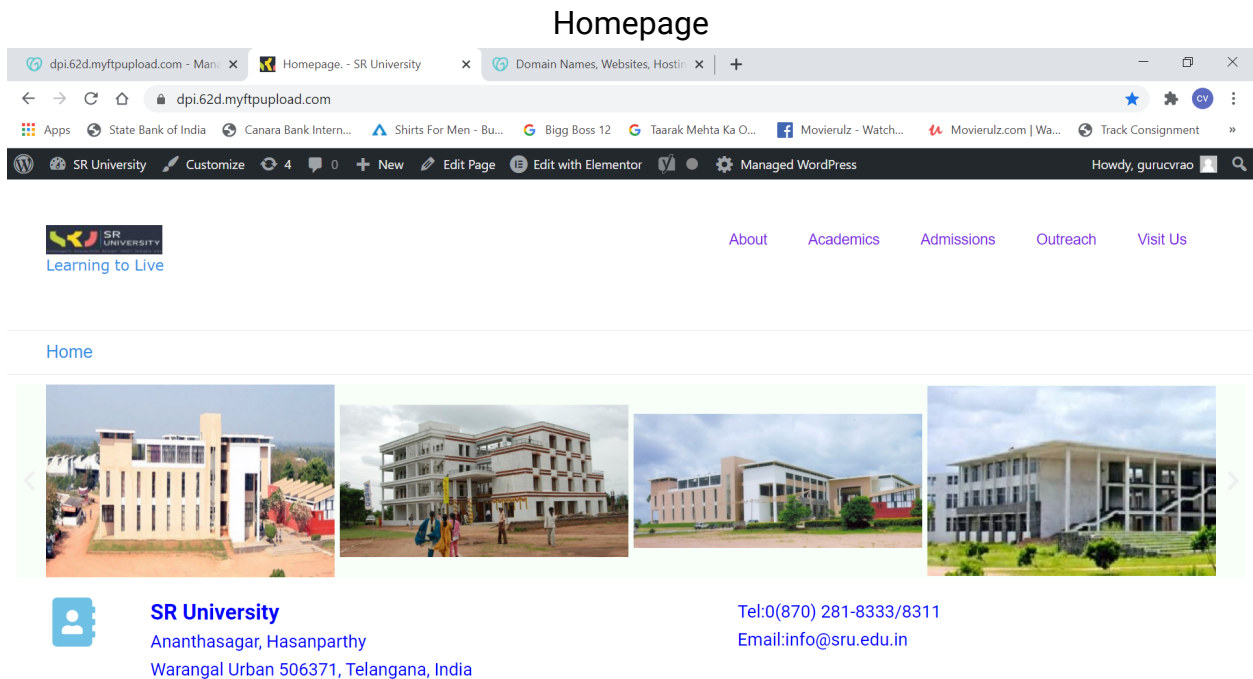 Homepage
dpi.62d.myftpupload.com - Man
Homepage. - SR University
Domain Names, Websites, Hostin
dpi.62d.myftpupload.com
CV
Apps
State Bank of India
Canara Bank Intern...
Shirts For Men - Bu...
Bigg Boss 12
Taarak Mehta Ka O...
Movierulz - Watch...
Movierulz.com | Wa...
Track Consignment
»
SR University
Customize
4
0
New
Edit Page
Edit with Elementor
Managed WordPress
Howdy, gurucvrao
SR
UNIVERSITY
Learning to Live
About
Academics
Admissions
Outreach
Visit Us
Home
SR University
Ananthasagar, Hasanparthy
Warangal Urban 506371, Telangana, India
Tel:0(870) 281-8333/8311
Email:info@sru.edu.in